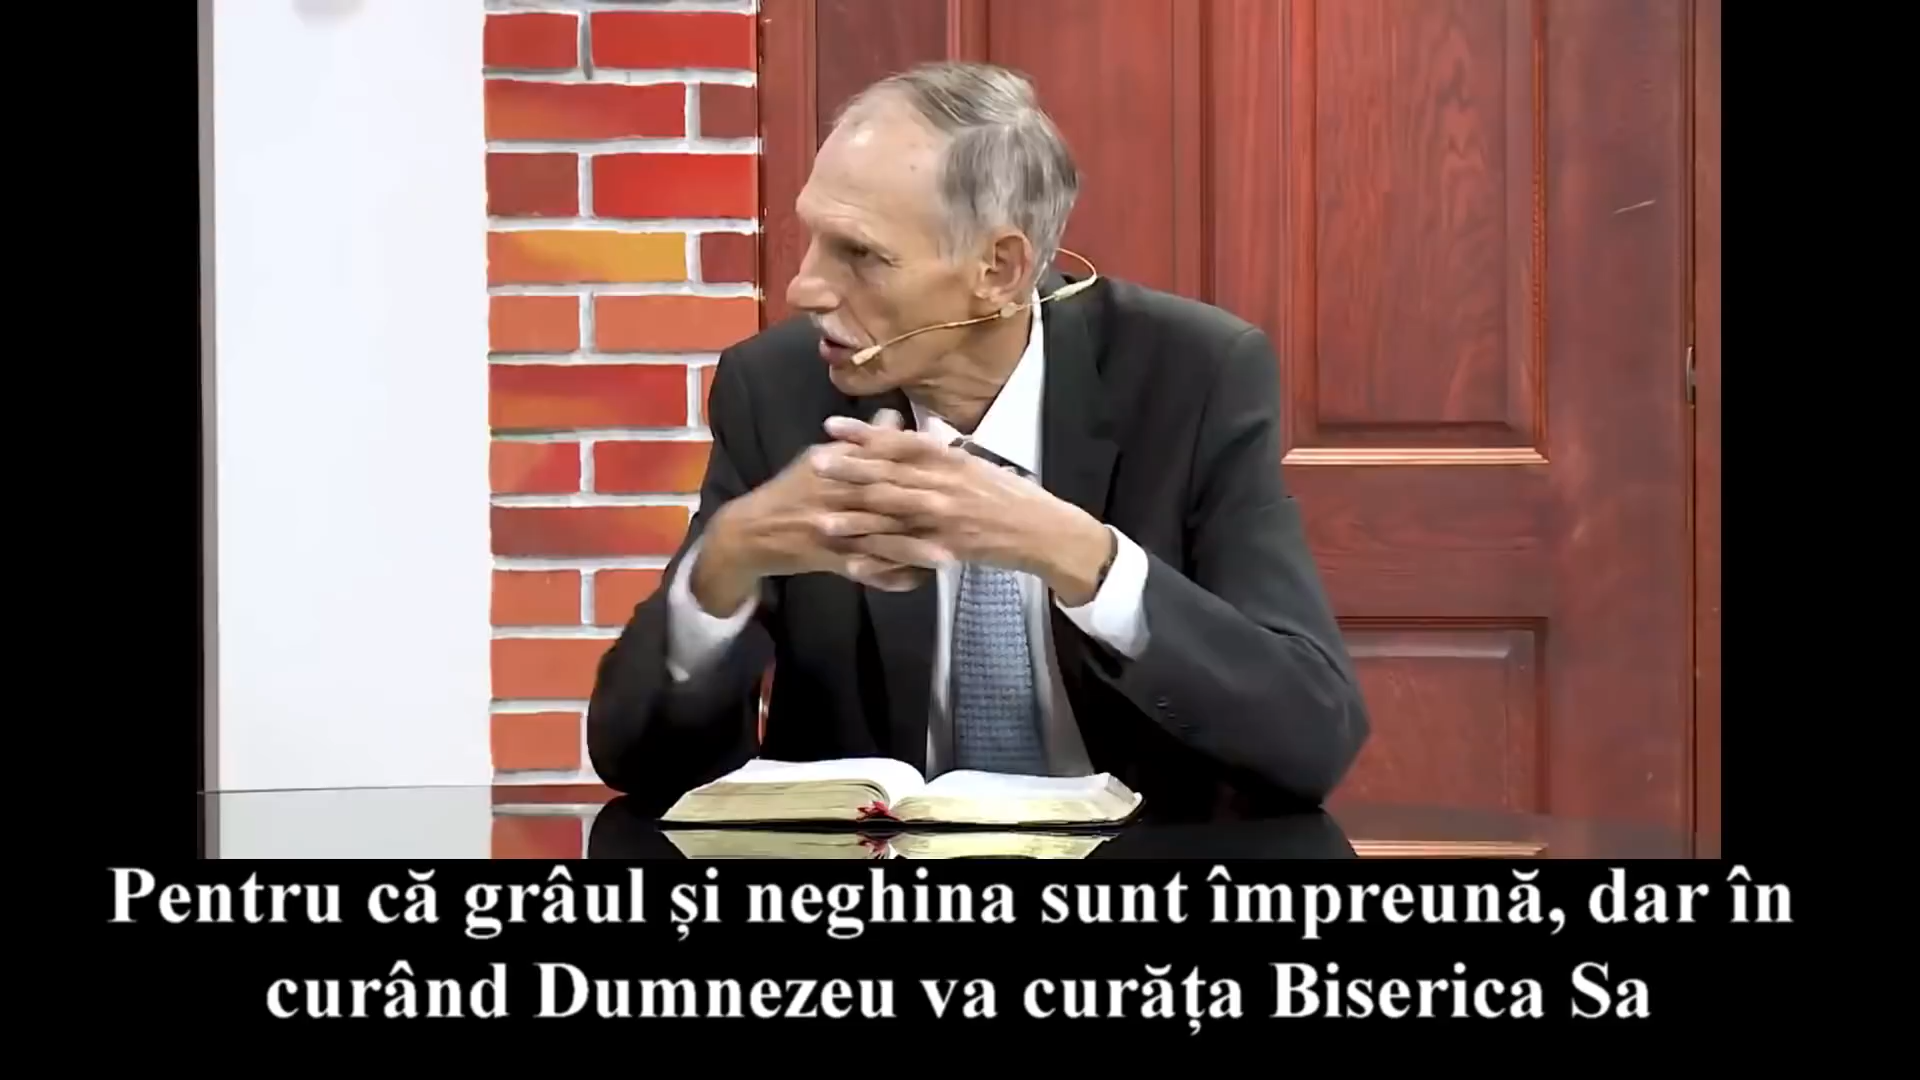 Pentru că grâul și neghina sunt împreună, dar în
curând Dumnezeu va curăța Biserica Sa